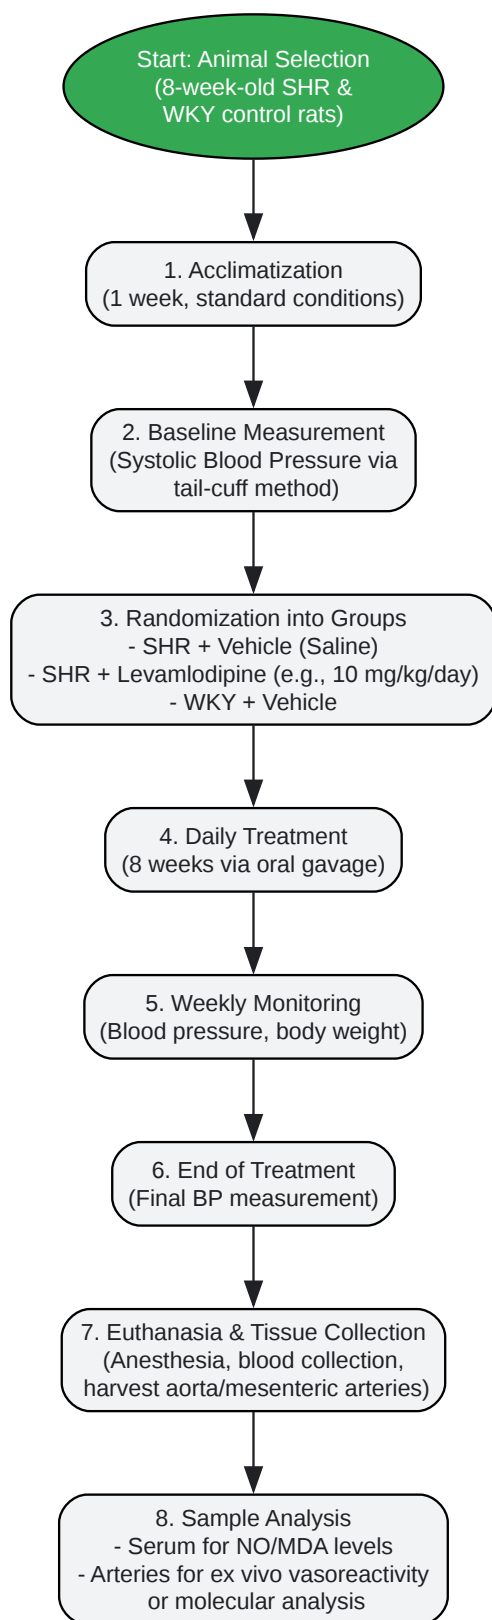 Start: Animal Selection
(8-week-old SHR &
WKY control rats)
1. Acclimatization
(1 week, standard conditions)
2. Baseline Measurement
(Systolic Blood Pressure via
tail-cuff method)
3. Randomization into Groups
- SHR + Vehicle (Saline)
- SHR + Levamlodipine (e.g., 10 mg/kg/day)
- WKY + Vehicle
4. Daily Treatment
(8 weeks via oral gavage)
5. Weekly Monitoring
(Blood pressure, body weight)
6. End of Treatment
(Final BP measurement)
7. Euthanasia & Tissue Collection
(Anesthesia, blood collection,
harvest aorta/mesenteric arteries)
8. Sample Analysis
- Serum for NO/MDA levels
- Arteries for ex vivo vasoreactivity
or molecular analysis